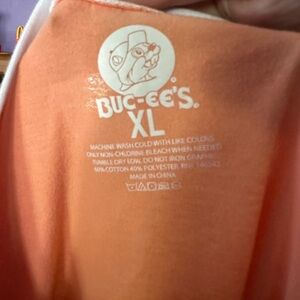 BUC-EE'S.
XL
MACHINE WASH COLD WITH LIKE COLORS
ONLY NON-CHLORINE BLEACH WHEN NEEDED
TUMBLE DRY LOW, DO NOT IRON GRAPHIC
COTTON 40% POLYESTER, RN#
MADE IN CHINA